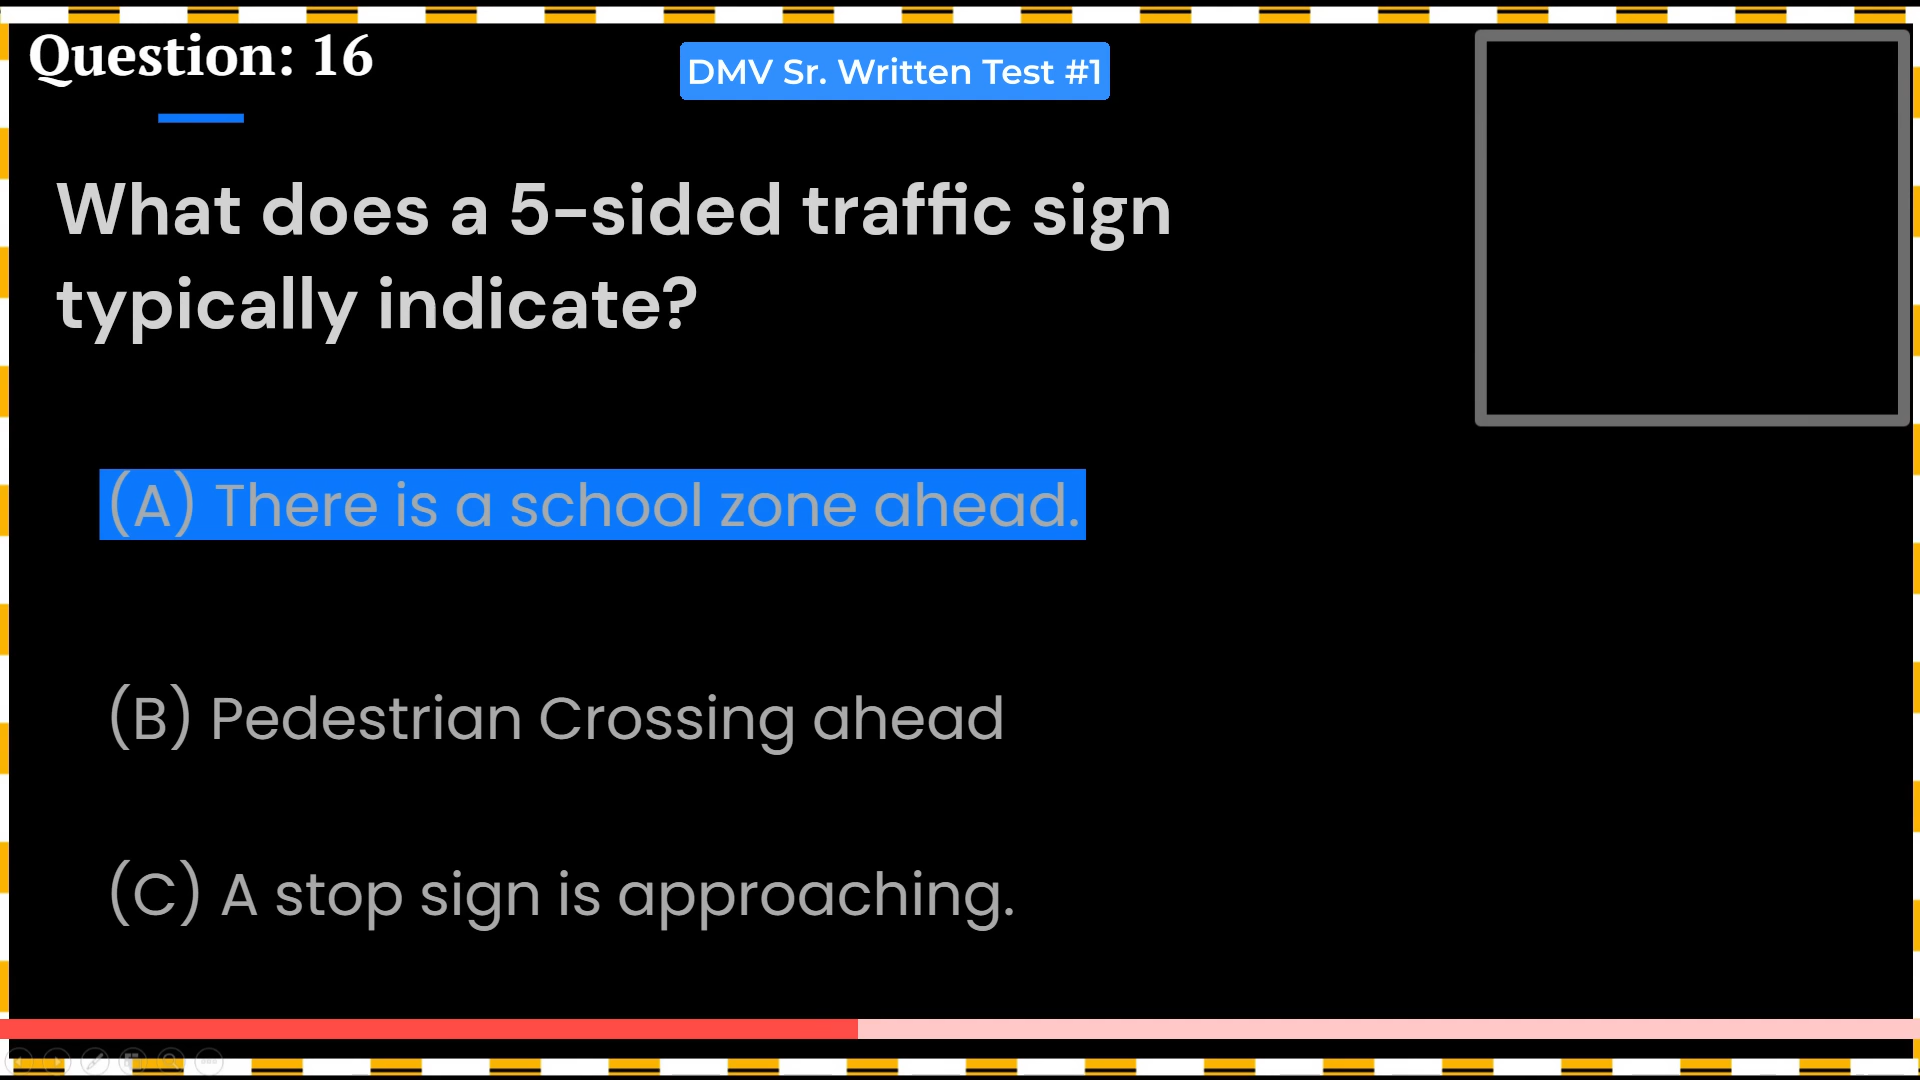 Question: 16
DMV Sr. Written Test #1
What does a 5-sided traffic sign
typically indicate?
(A) There is a school zone ahead.
(B) Pedestrian Crossing ahead
(C) A stop sign is approaching.